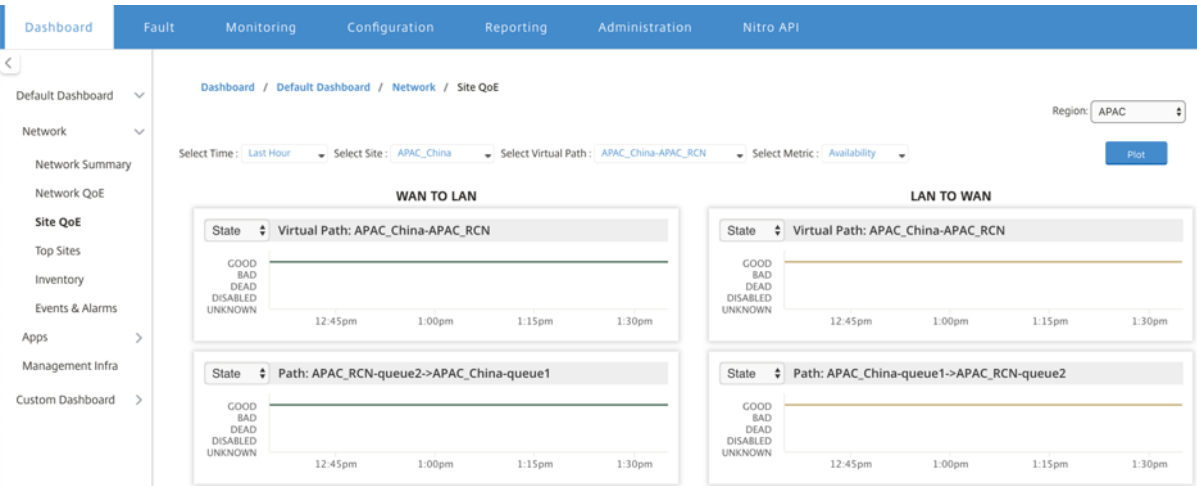 Dashboard Fault Monitoring Configuration Reporting Administration Nitro API
Dashboard / Default Dashboard / Network / Site QoE
Region: APAC
Select Time : Last Hour Select Site : APAC_China Select Virtual Path : APAC_China-APAC_RCN Select Metric : Availability Plot
Default Dashboard
Network
Network Summary
Network QoE
Site QoE
Top Sites
Inventory
Events & Alarms
Apps
Management Infra
Custom Dashboard
WAN TO LAN
State Virtual Path: APAC_China-APAC_RCN
GOOD
BAD
DEAD
DISABLED
UNKNOWN
12:45pm 1:00pm 1:15pm 1:30pm
State Path: APAC_RCN-queue2->APAC_China-queue1
GOOD
BAD
DEAD
DISABLED
UNKNOWN
12:45pm 1:00pm 1:15pm 1:30pm
LAN TO WAN
State Virtual Path: APAC_China-APAC_RCN
GOOD
BAD
DEAD
DISABLED
UNKNOWN
12:45pm 1:00pm 1:15pm 1:30pm
State Path: APAC_China-queue1->APAC_RCN-queue2
GOOD
BAD
DEAD
DISABLED
UNKNOWN
12:45pm 1:00pm 1:15pm 1:30pm